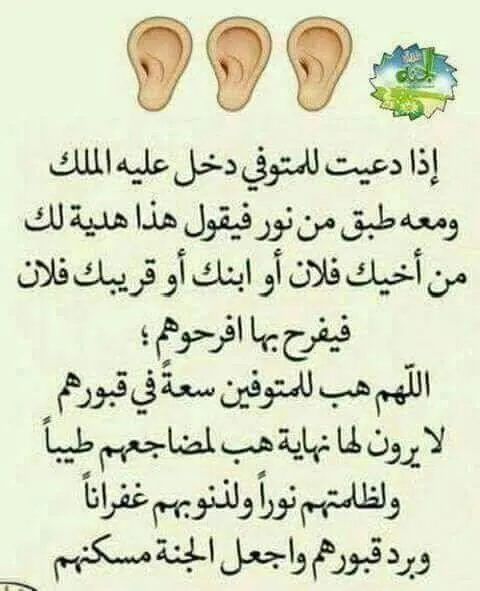 إذا دعيت للمتوفي دخل عليه الملك
ومعه طبق من نور فيقول هذا هدية لك
من أخيك فلان أو ابنك أو قريبك فلان
فيفرح بها افرحوهم ؛
اللّهم هب للمتوفين سعةً في قبورهم
لا يرون لها نهاية هب لمضاجعهم طيباً
ولظلمتهم نوراً ولذنوبهم غفراناً
وبرد قبورهم واجعل الجنة مسكنهم